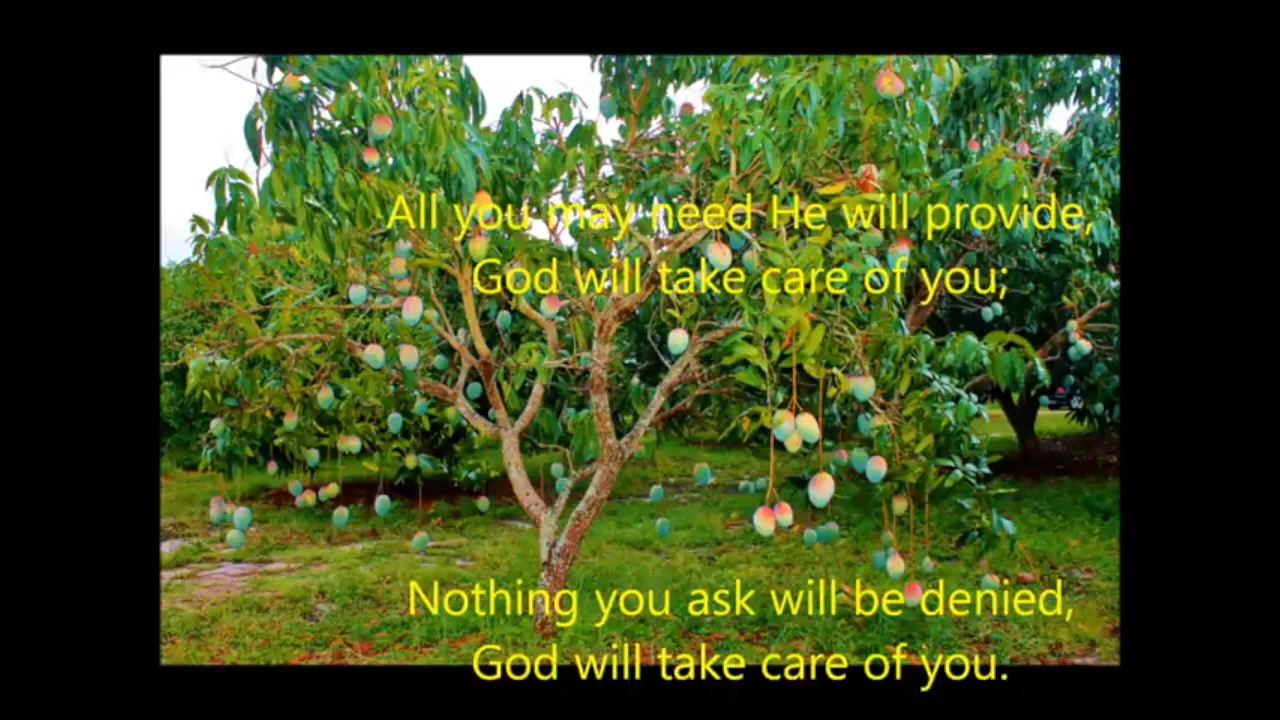 All you may need He will provide,
God will take care of you;
Nothing you ask will be denied,
God will take care of you.